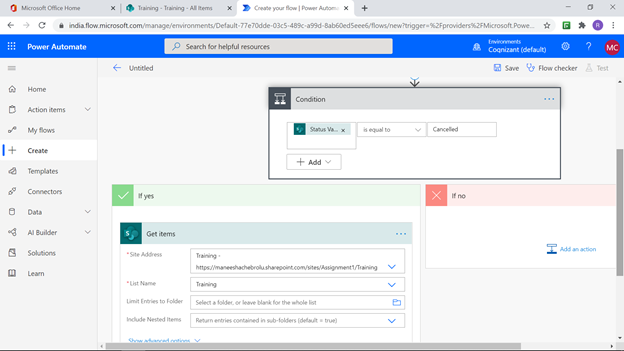 Microsoft Office Home
Training - Training - All Items
Create your flow | Power Automate
india.flow.microsoft.com/manage/environments/Default-77e70dde-03c5-489c-a99d-8ab60ed5eee6/flows/new?trigger=%2Fproviders%2FMicrosoft.Powe...
R
Power Automate
Search for helpful resources
Environments
Cognizant (default)
?
MC
Untitled
Save
Flow checker
Test
Home
Action items
My flows
Create
Templates
Connectors
Data
AI Builder
Solutions
Learn
Condition
...
Status Va... x
is equal to
Cancelled
+ Add
If yes
If no
Get items
...
* Site Address
Training -
https://maneeshachebrolu.sharepoint.com/sites/Assignment1/Training
* List Name
Training
Limit Entries to Folder
Select a folder, or leave blank for the whole list
Include Nested Items
Return entries contained in sub-folders (default = true)
Show advanced options
Add an action